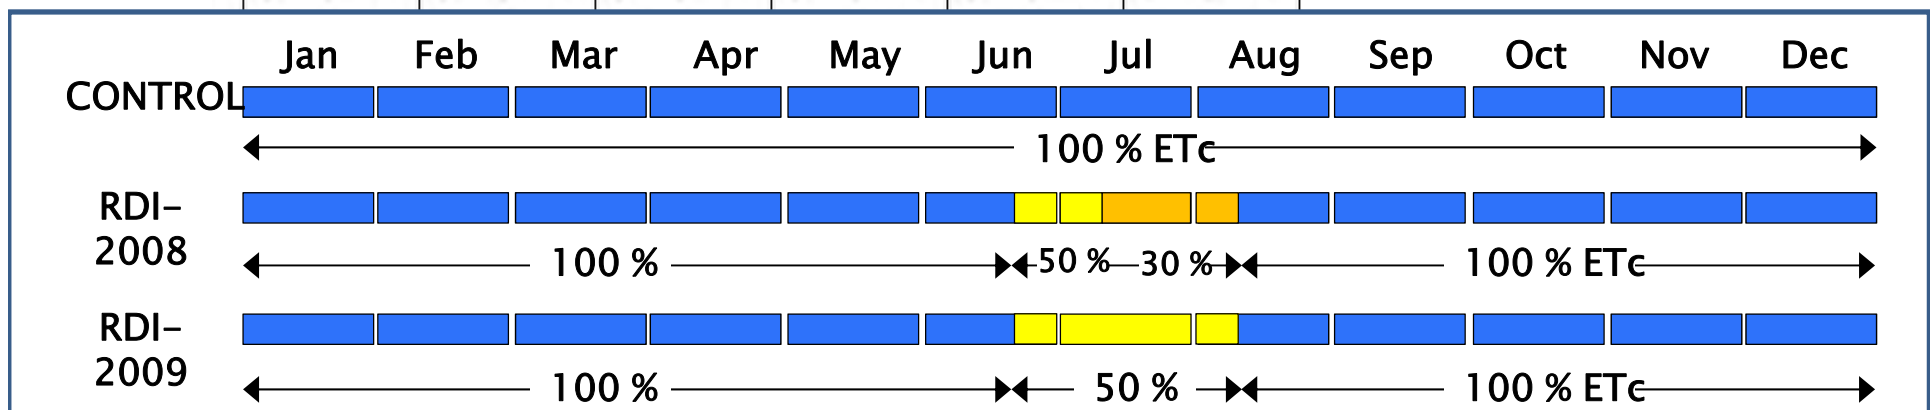 Jan Feb Mar Apr May Jun Jul Aug Sep Oct Nov Dec
CONTROL
100 % ETc
RDI-
2008
100 % 50 % 30 % 100 % ETc
RDI-
2009
100 % 50 % 100 % ETc